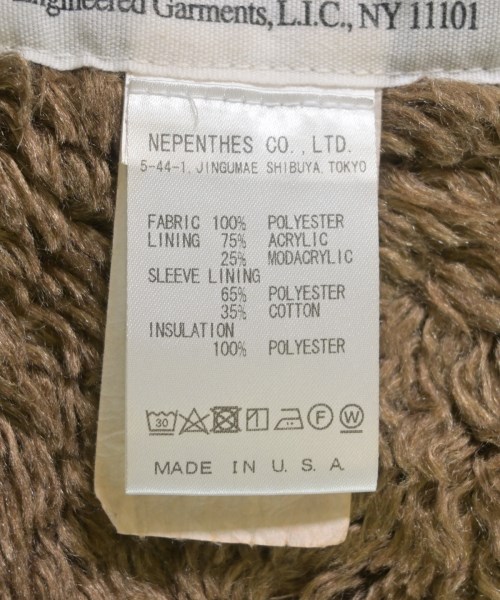 Engineered Garments, L.I.C., NY 11101
NEPENTHES CO.,LTD.
5-44-1, JINGUMAE SHIBUYA, TOKYO
FABRIC 100% POLYESTER
LINING 75% ACRYLIC
25% MODACRYLIC
SLEEVE LINING
65% POLYESTER
35% COTTON
INSULATION
100% POLYESTER
30 F W
MADE IN U.S.A